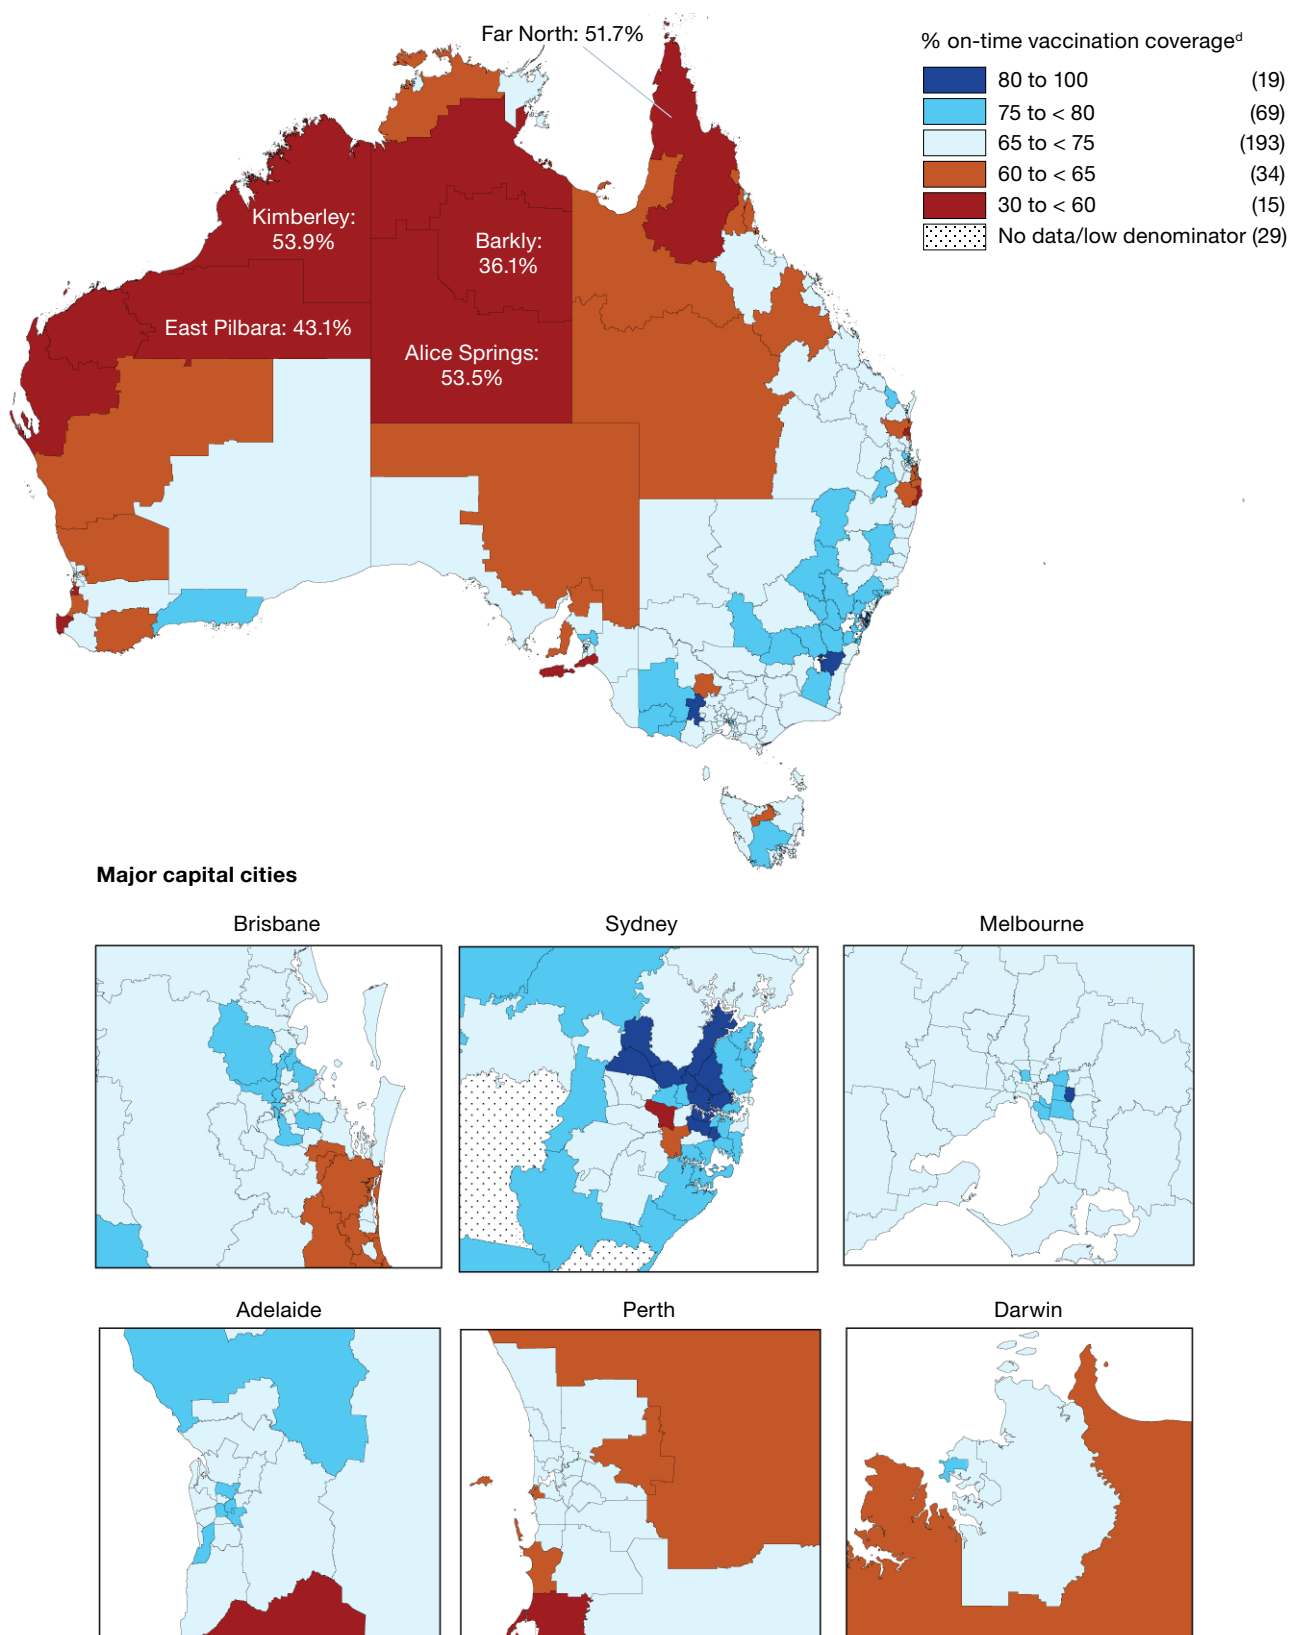 Far North: 51.7%
% on-time vaccination coverageᵈ
80 to 100 (19)
75 to < 80 (69)
65 to < 75 (193)
60 to < 65 (34)
30 to < 60 (15)
No data/low denominator (29)
Kimberley:
53.9%
Barkly:
36.1%
East Pilbara: 43.1%
Alice Springs:
53.5%
Major capital cities
Brisbane
Sydney
Melbourne
Adelaide
Perth
Darwin